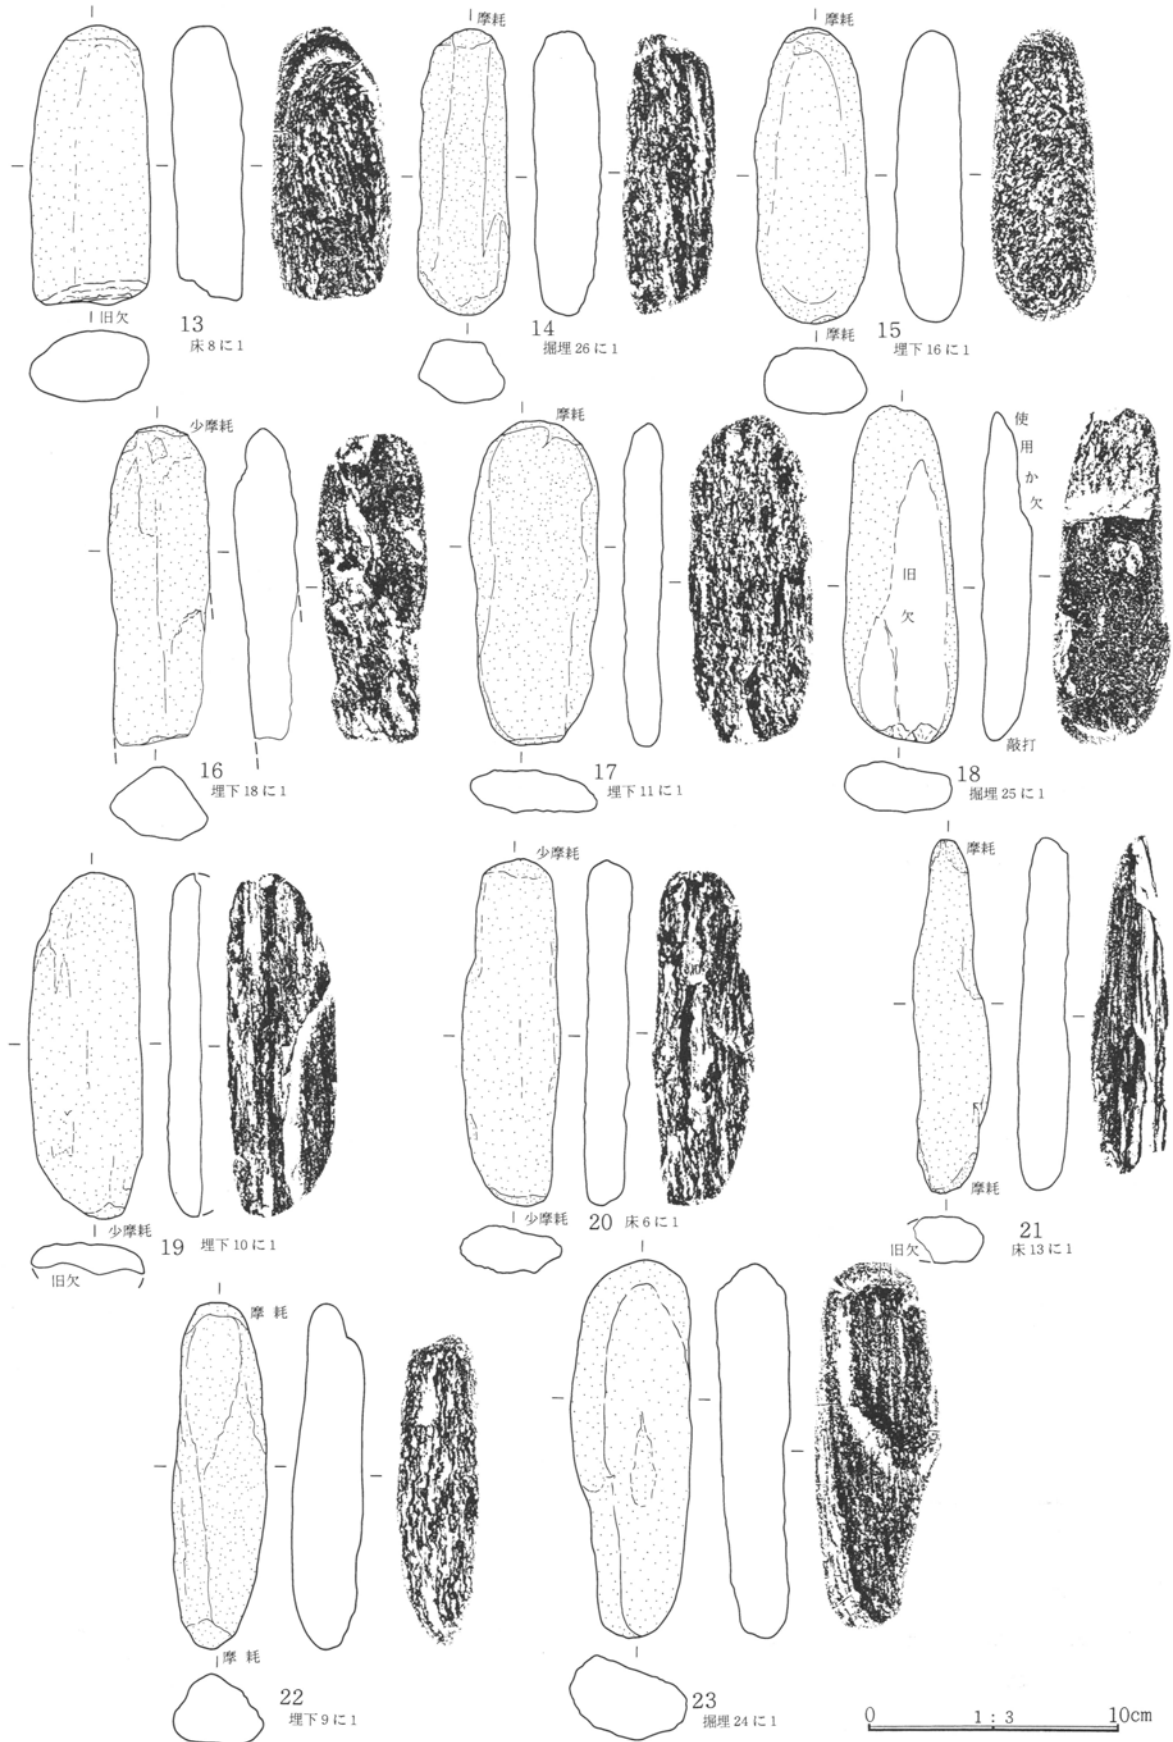 摩耗
摩耗
旧欠
13
床8に1
14
掘埋26に1
摩耗
15
埋下16に1
少摩耗
摩耗
使用か欠
旧欠
敲打
16
埋下18に1
17
埋下11に1
18
掘埋25に1
少摩耗
摩耗
少摩耗
旧欠
19
埋下10に1
少摩耗
20
床6に1
摩耗
旧欠
21
床13に1
摩耗
摩耗
22
埋下9に1
23
掘埋24に1
0
1:3
10cm